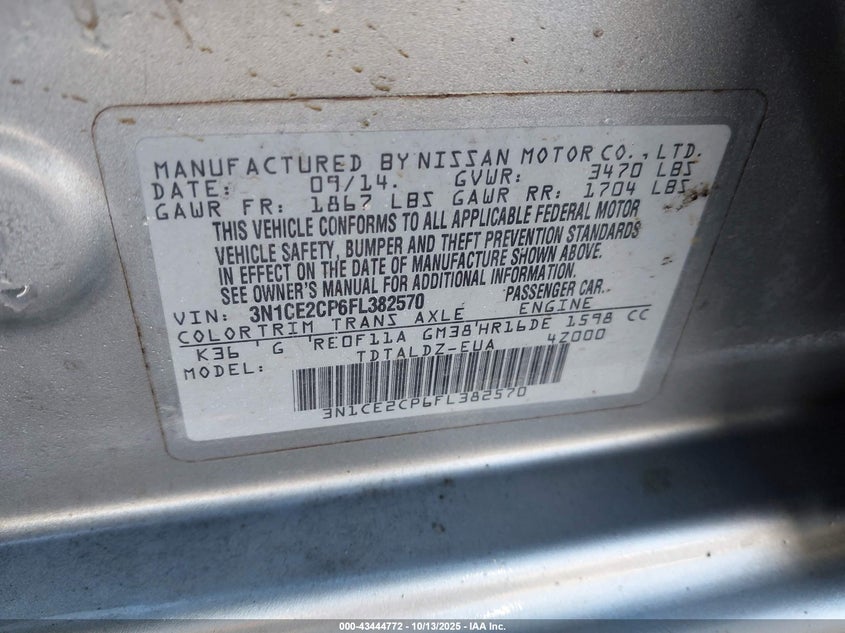 MANUFACTURED BY NISSAN MOTOR CO., LTD.
DATE: 09/14. GVWR: 3470 LBS
GAWR FR: 1867 LBS GAWR RR: 1704 LBS
THIS VEHICLE CONFORMS TO ALL APPLICABLE FEDERAL MOTOR
VEHICLE SAFETY, BUMPER AND THEFT PREVENTION STANDARDS
IN EFFECT ON THE DATE OF MANUFACTURE SHOWN ABOVE.
SEE OWNER'S MANUAL FOR ADDITIONAL INFORMATION.
VIN: 3N1CE2CP6FL382570 PASSENGER CAR.
COLOR TRIM TRANS AXLE ENGINE
K36 'G 'RE0F11A GM38'HR16DE 1598 CC
MODEL: TDTALDZ-EUA 4Z000
3N1CE2CP6FL382570
000-43444772 | 10/13/2025 - IAA Inc.